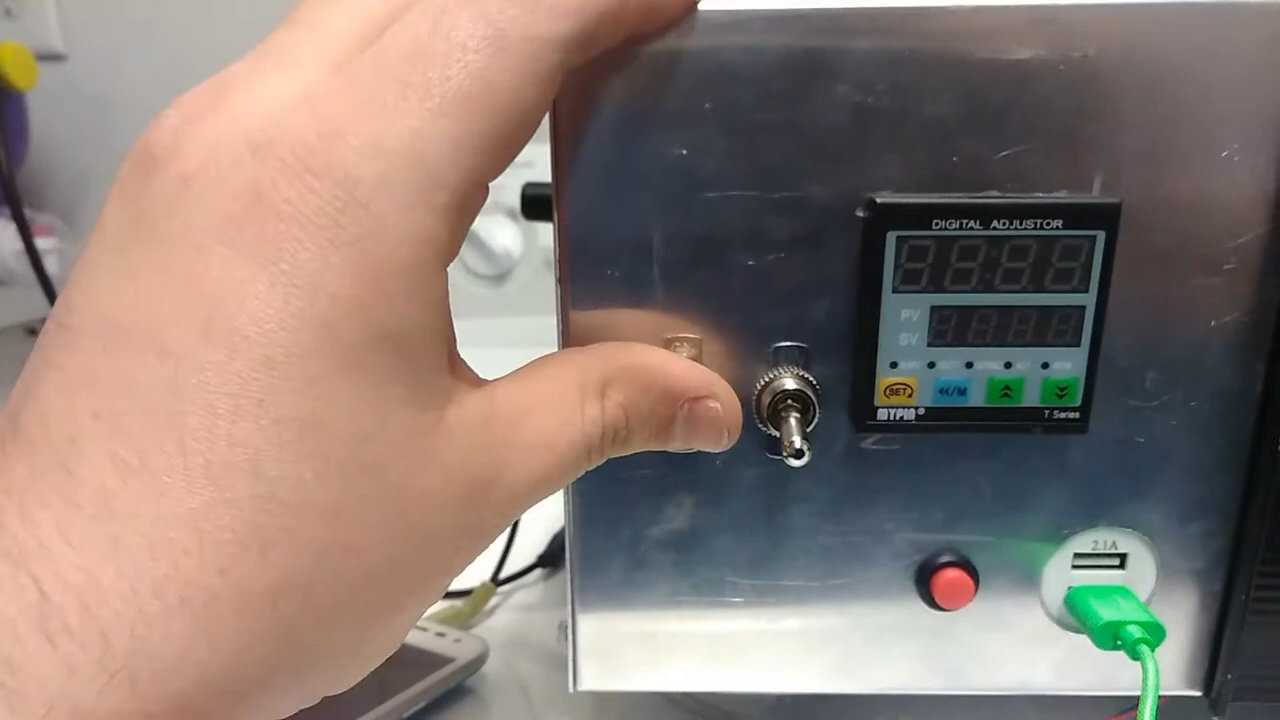 DIGITAL ADJUSTOR
PV
SV
SET
<</M
MYPIN®
T Series
2.1A